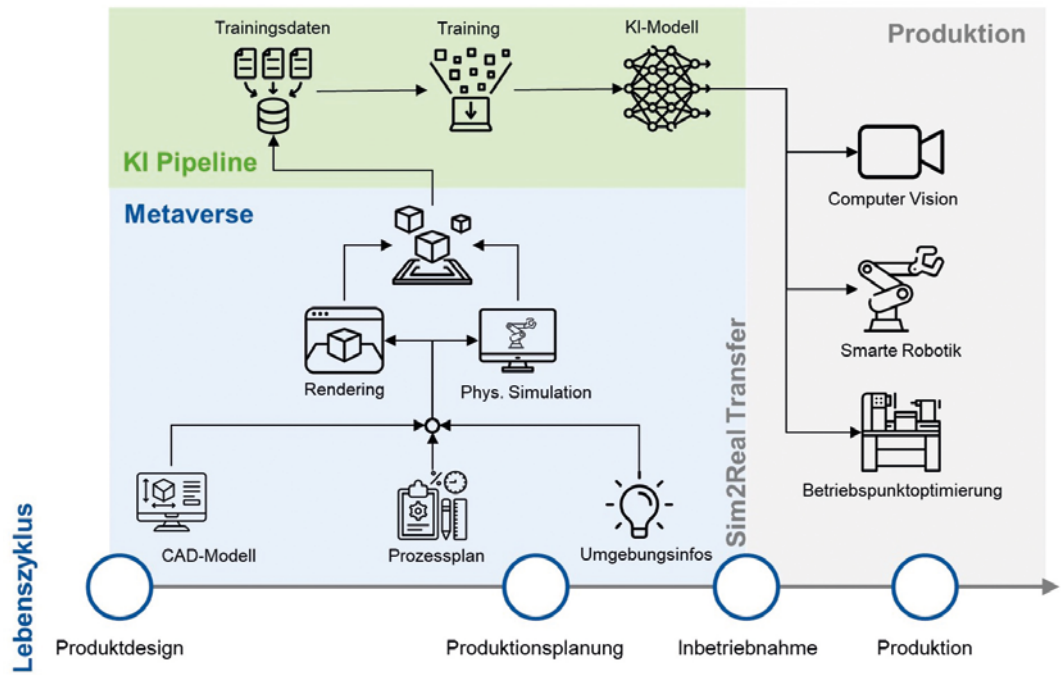 Trainingsdaten
Training
KI-Modell
Produktion
KI Pipeline
Computer Vision
Metaverse
Rendering
Phys. Simulation
Smarte Robotik
Sim2Real Transfer
CAD-Modell
Prozessplan
Umgebungsinfos
Betriebspunktoptimierung
Lebenszyklus
Produktdesign
Produktionsplanung
Inbetriebnahme
Produktion